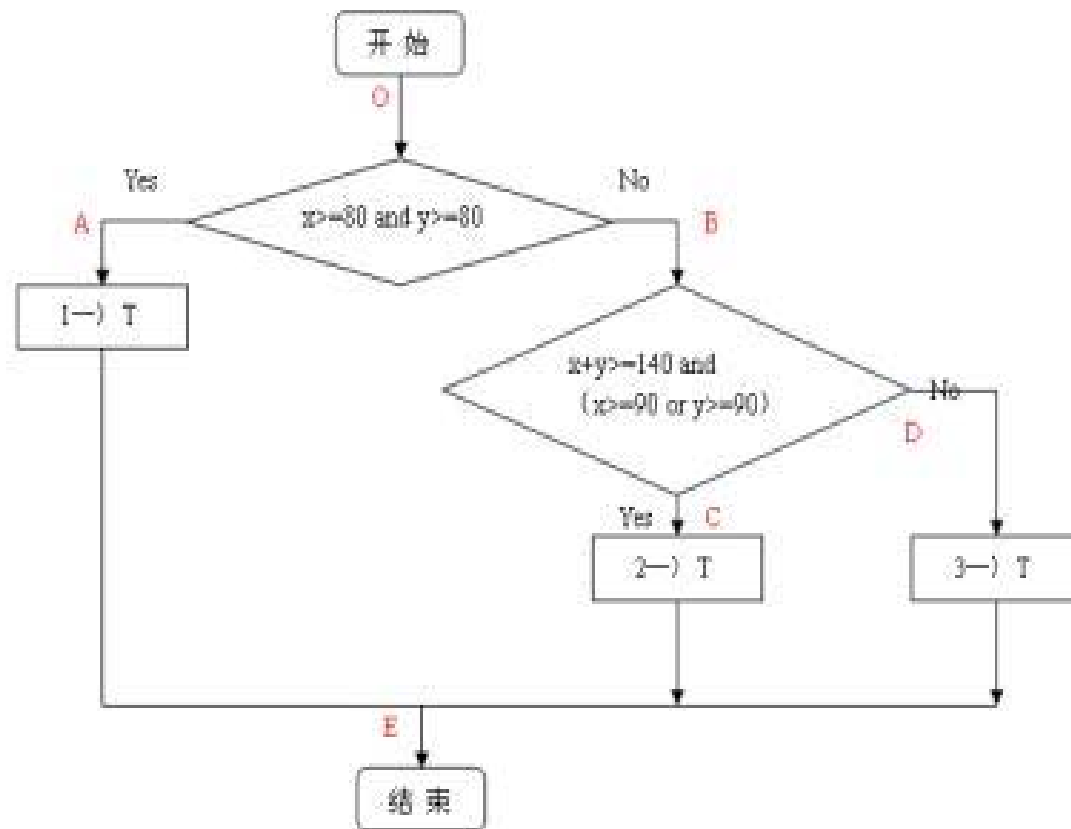 开 始
O
Yes
No
A
x>=80 and y>=80
B
1—) T
x+y>=140 and
(x>=90 or y>=90)
No
D
Yes
C
2—) T
3—) T
E
结 束